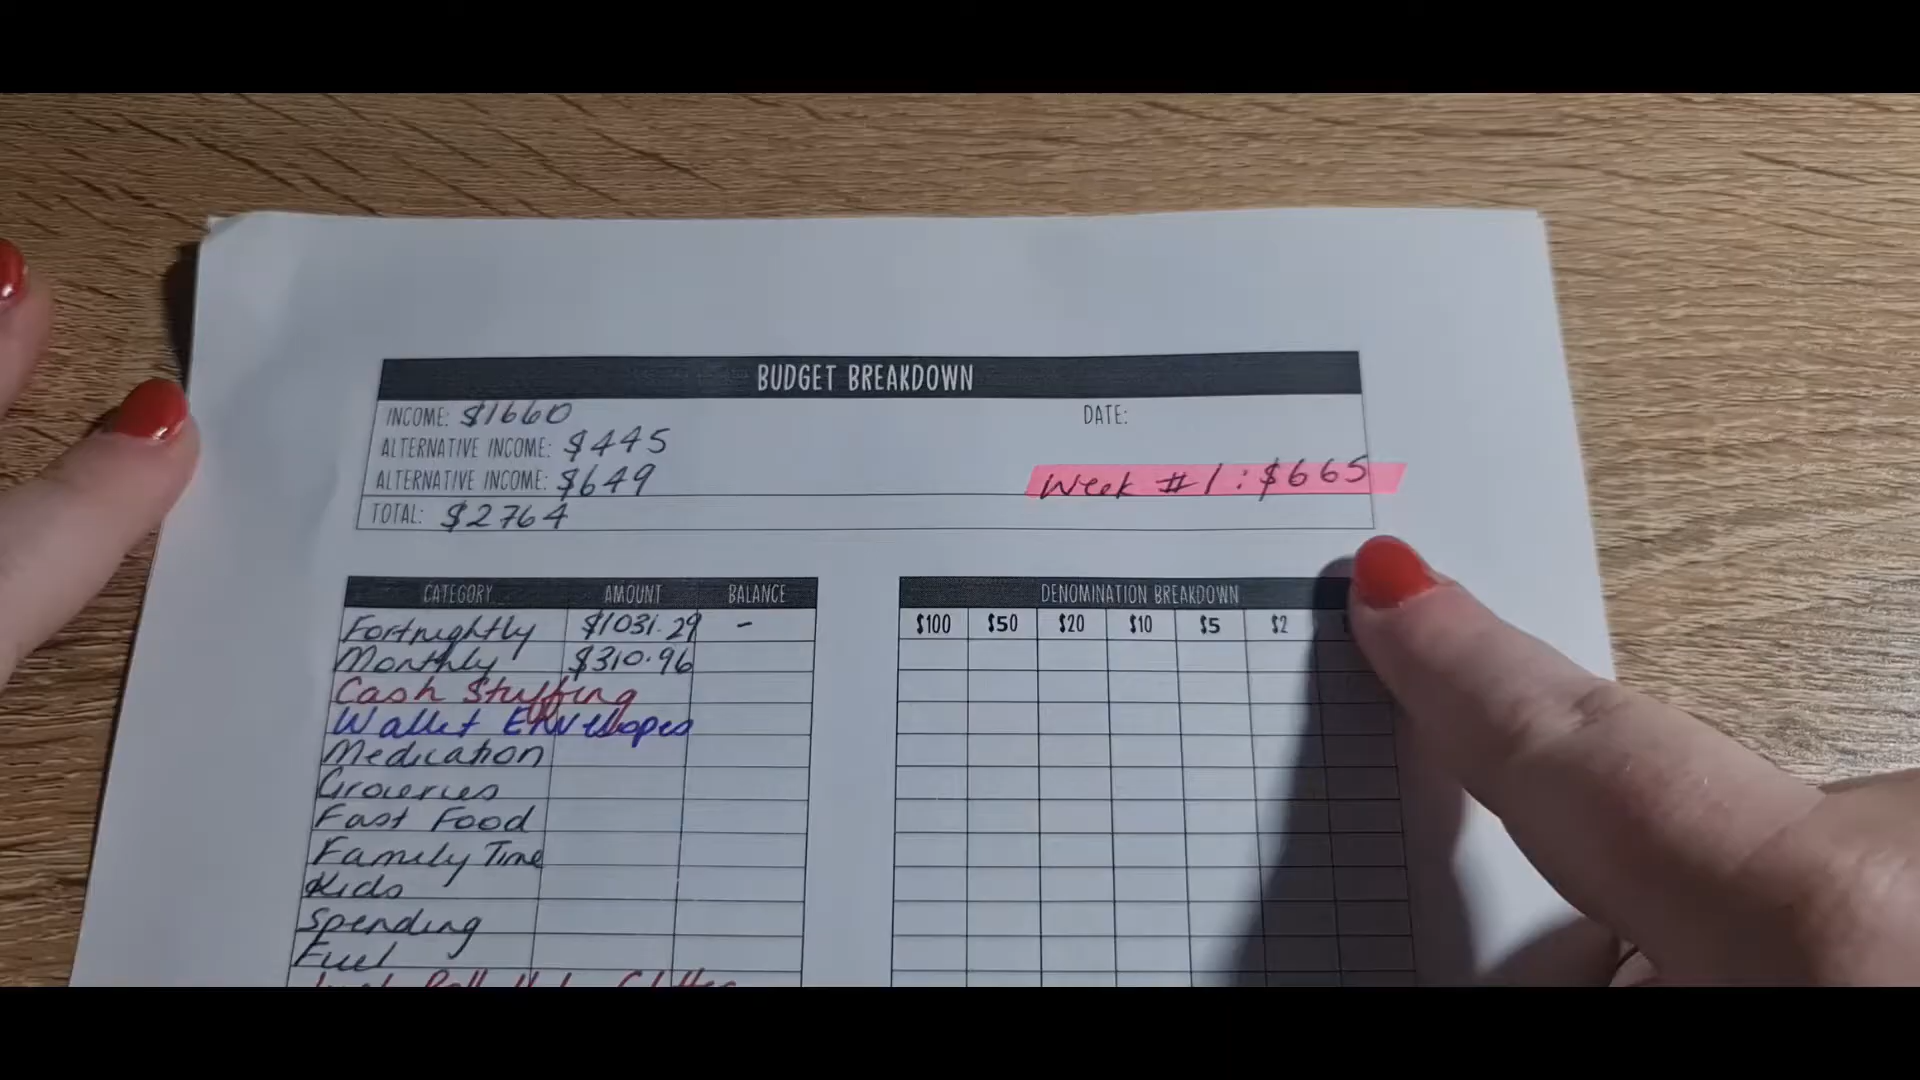 BUDGET BREAKDOWN
INCOME: $1660
DATE:
ALTERNATIVE INCOME: $445
ALTERNATIVE INCOME: $649
Week #1: $665
TOTAL: $2764
CATEGORY AMOUNT BALANCE
Fortnightly $1031.29 -
Monthly $310.96
Cash Stuffing
Wallet Envelopes
Medication
Groceries
Fast Food
Family Time
Kids
Spending
Fuel
DENOMINATION BREAKDOWN
$100 $50 $20 $10 $5 $2